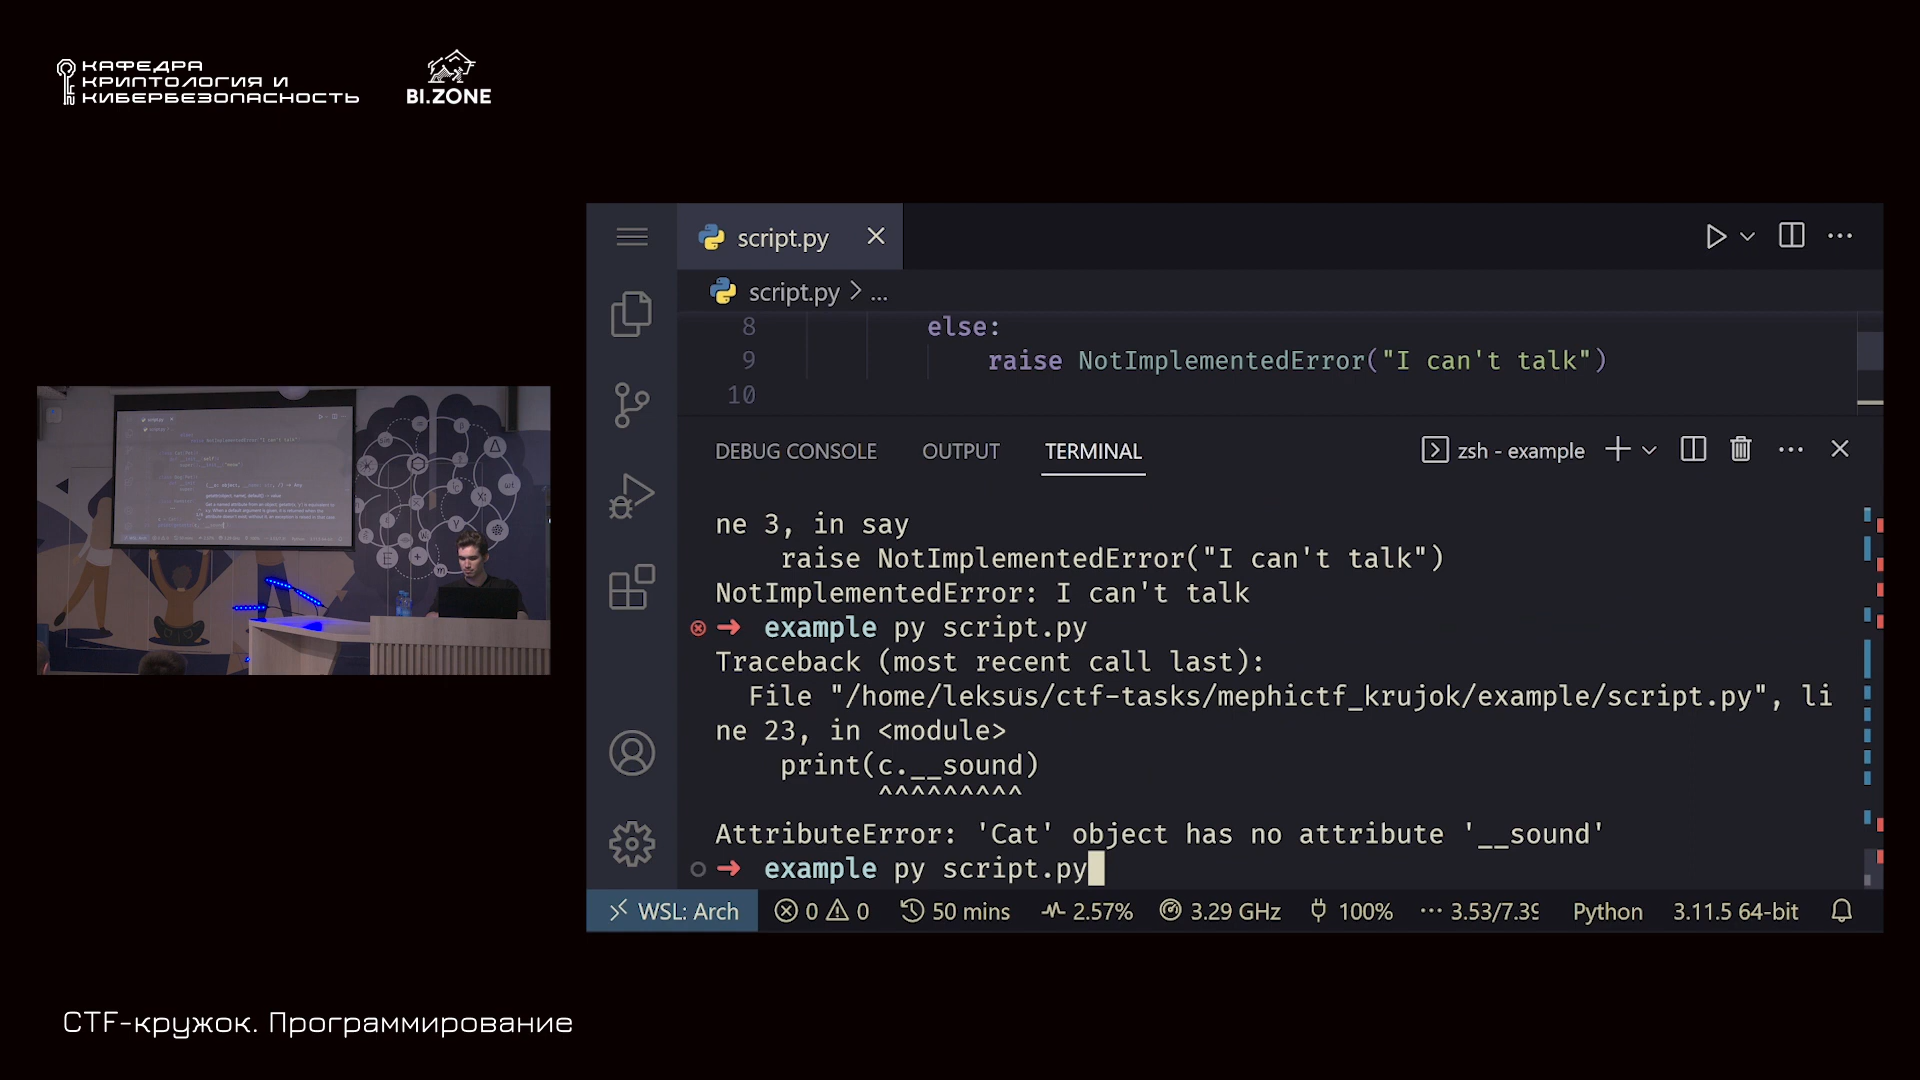 КАФЕДРА
КРИПТОЛОГИЯ И
КИБЕРБЕЗОПАСНОСТЬ
BI.ZONE
script.py
script.py > ...
8 else:
9 raise NotImplementedError("I can't talk")
10
DEBUG CONSOLE OUTPUT TERMINAL zsh - example
ne 3, in say
raise NotImplementedError("I can't talk")
NotImplementedError: I can't talk
➜ example py script.py
Traceback (most recent call last):
File "/home/leksus/ctf-tasks/mephictf_krujok/example/script.py", li
ne 23, in <module>
print(c.__sound)
^^^^^^^^^
AttributeError: 'Cat' object has no attribute '__sound'
➜ example py script.py
WSL: Arch 0 0 50 mins 2.57% 3.29 GHz 100% 3.53/7.39 Python 3.11.5 64-bit
CTF-кружок. Программирование